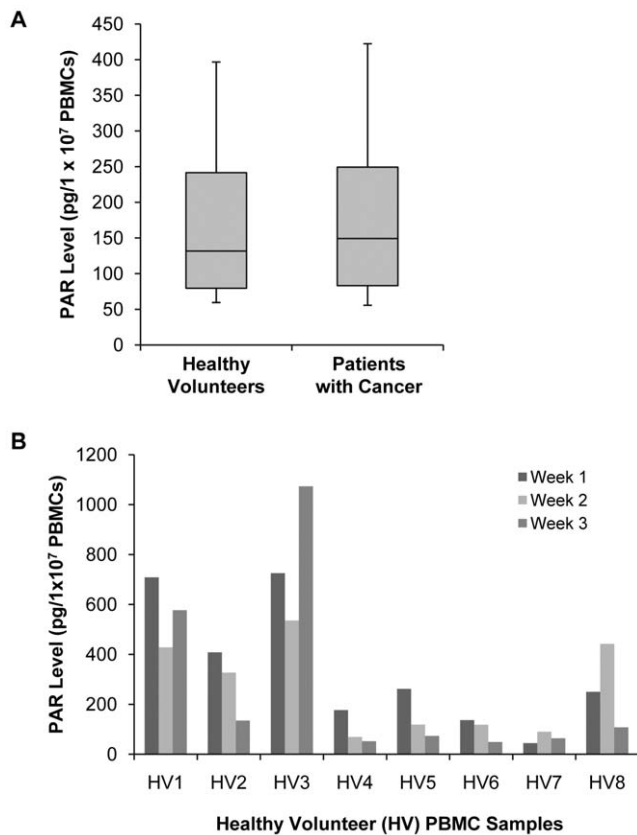 A
PAR Level (pg/1 x 10⁷ PBMCs)
450
400
350
300
250
200
150
100
50
0
Healthy
Volunteers
Patients
with Cancer
B
PAR Level (pg/1x10⁷ PBMCs)
1200
1000
800
600
400
200
0
Week 1
Week 2
Week 3
HV1 HV2 HV3 HV4 HV5 HV6 HV7 HV8
Healthy Volunteer (HV) PBMC Samples